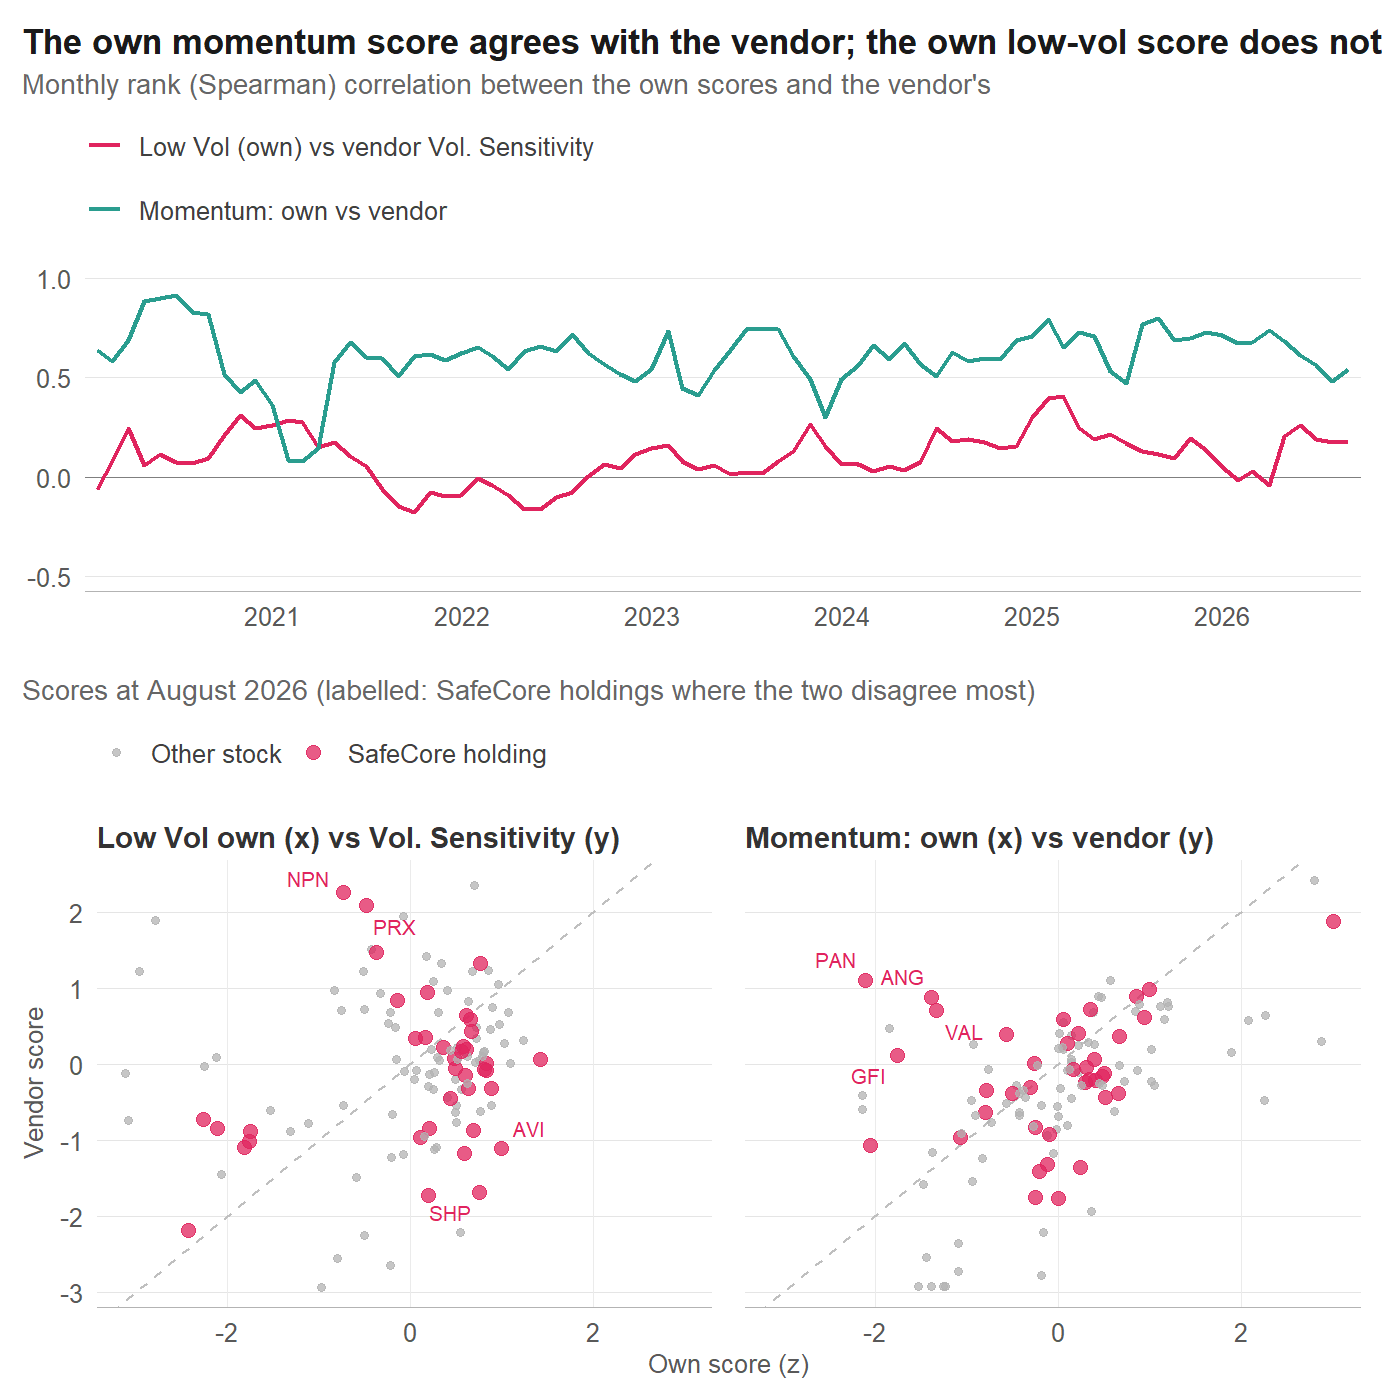 The own momentum score agrees with the vendor; the own low-vol score does not
Monthly rank (Spearman) correlation between the own scores and the vendor's
Low Vol (own) vs vendor Vol. Sensitivity
Momentum: own vs vendor
1.0
0.5
0.0
-0.5
2021 2022 2023 2024 2025 2026
Scores at August 2026 (labelled: SafeCore holdings where the two disagree most)
Other stock SafeCore holding
Low Vol own (x) vs Vol. Sensitivity (y)
Momentum: own (x) vs vendor (y)
Vendor score
2
1
0
-1
-2
-3
NPN
PRX
AVI
SHP
PAN
ANG
VAL
GFI
-2 0 2
-2 0 2
Own score (z)